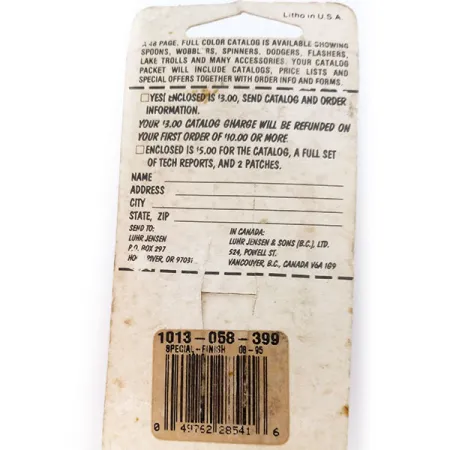 Litho in U.S.A.
A 48 PAGE, FULL COLOR CATALOG IS AVAILABLE SHOWING
SPOONS, WOBBL RS, SPINNERS, DODGERS, FLASHERS,
LAKE TROLLS AND MANY ACCESSORIES. YOUR CATALOG
PACKET WILL INCLUDE CATALOGS, PRICE LISTS AND
SPECIAL OFFERS TOGETHER WITH ORDER INFO AND FORMS.
☐YES! ENCLOSED IS $3.00, SEND CATALOG AND ORDER
INFORMATION.
YOUR $3.00 CATALOG CHARGE WILL BE REFUNDED ON
YOUR FIRST ORDER OF $10.00 OR MORE.
☐ENCLOSED IS $5.00 FOR THE CATALOG, A FULL SET
OF TECH REPORTS, AND 2 PATCHES.
NAME
ADDRESS
CITY
STATE, ZIP
SEND TO:
LUHR JENSEN
P.O. BOX 297
HO RIVER, OR 97031
IN CANADA:
LUHR JENSEN & SONS (B.C.), LTD.
524, POWELL ST.
VANCOUVER, B.C., CANADA V6A 1G9
1013-058-399
SPECIAL-FINISH 08-95
0 49762 28541 6